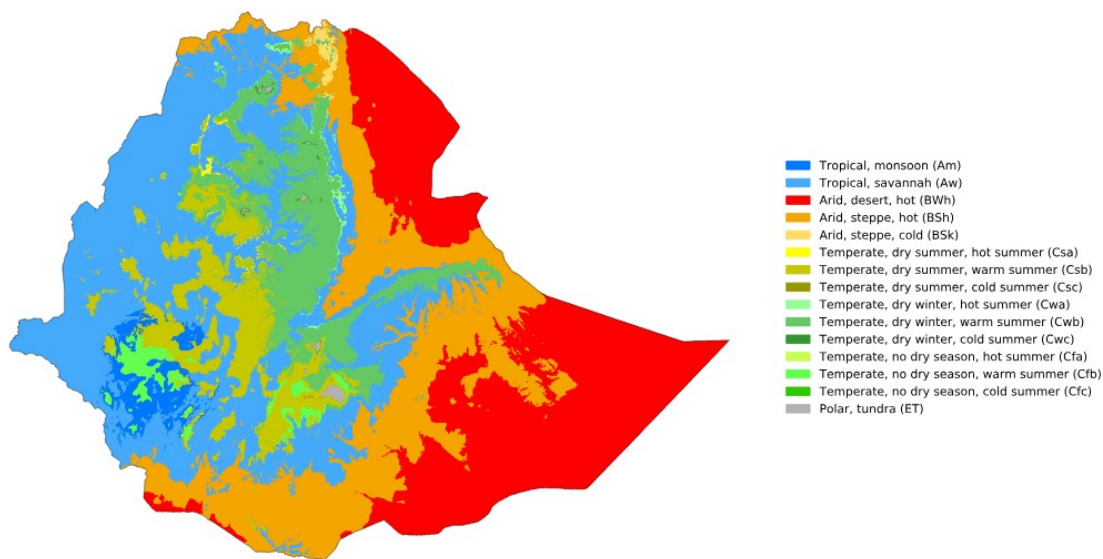 Tropical, monsoon (Am)
Tropical, savannah (Aw)
Arid, desert, hot (BWh)
Arid, steppe, hot (BSh)
Arid, steppe, cold (BSk)
Temperate, dry summer, hot summer (Csa)
Temperate, dry summer, warm summer (Csb)
Temperate, dry summer, cold summer (Csc)
Temperate, dry winter, hot summer (Cwa)
Temperate, dry winter, warm summer (Cwb)
Temperate, dry winter, cold summer (Cwc)
Temperate, no dry season, hot summer (Cfa)
Temperate, no dry season, warm summer (Cfb)
Temperate, no dry season, cold summer (Cfc)
Polar, tundra (ET)